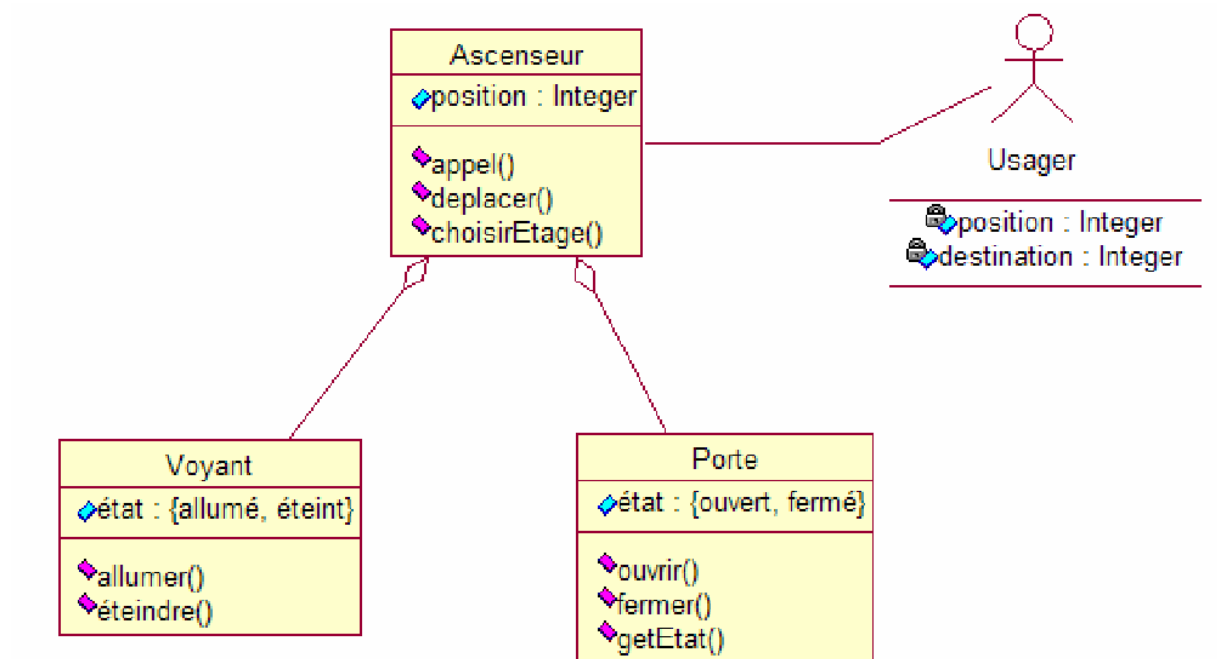 Ascenseur
position : Integer
appel()
deplacer()
choisirEtage()
Usager
position : Integer
destination : Integer
Voyant
état : {allumé, éteint}
allumer()
éteindre()
Porte
état : {ouvert, fermé}
ouvrir()
fermer()
getEtat()